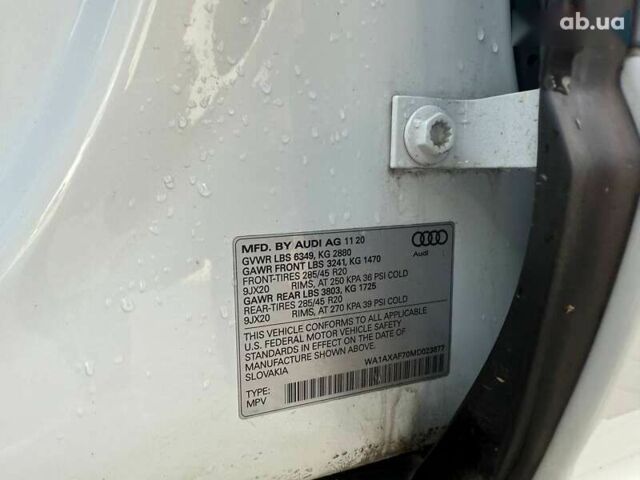 ab.ua
MFD. BY AUDI AG 11 20
GVWR LBS 6349, KG 2880
GAWR FRONT LBS 3241, KG 1470
FRONT-TIRES 285/45 R20
9JX20 RIMS, AT 250 KPA 36 PSI COLD
GAWR REAR LBS 3803, KG 1725
REAR-TIRES 285/45 R20
9JX20 RIMS, AT 270 KPA 39 PSI COLD
Audi
THIS VEHICLE CONFORMS TO ALL APPLICABLE
U.S. FEDERAL MOTOR VEHICLE SAFETY
STANDARDS IN EFFECT ON THE DATE OF
MANUFACTURE SHOWN ABOVE.
SLOVAKIA
WA1AXAF70MD023877
TYPE:
MPV